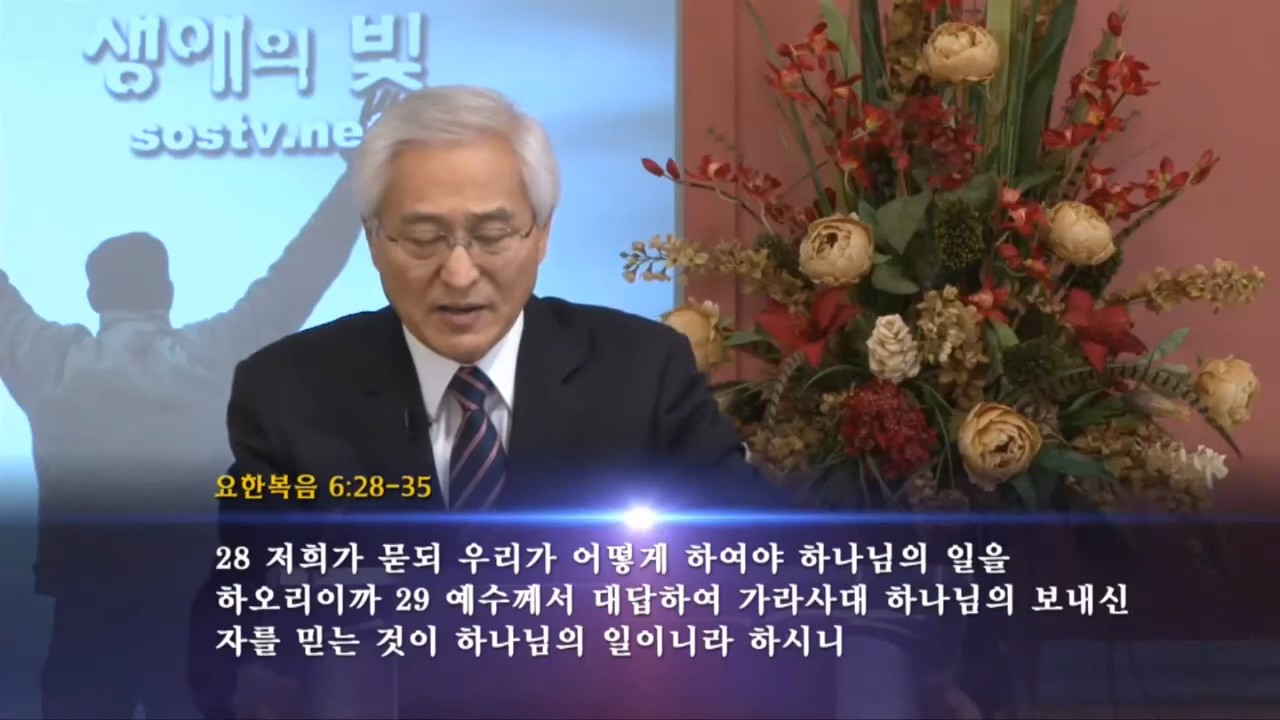 생애의 빛
sostv.ne
요한복음 6:28-35
28 저희가 묻되 우리가 어떻게 하여야 하나님의 일을
하오리이까 29 예수께서 대답하여 가라사대 하나님의 보내신
자를 믿는 것이 하나님의 일이니라 하시니